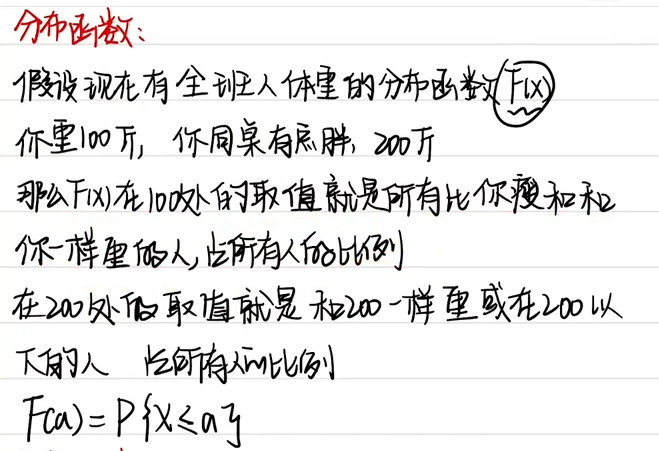 分布函数:
假设现在有全班人体重的分布函数F(x)
你重100斤, 你同桌有点胖, 200斤
那么F(x)在100处的取值就是所有比你瘦和和
你一样重的人,占所有人的比例
在200处的取值就是和200一样重或在200以
下的人 占所有人的比例
F(a)=P{X≤a}